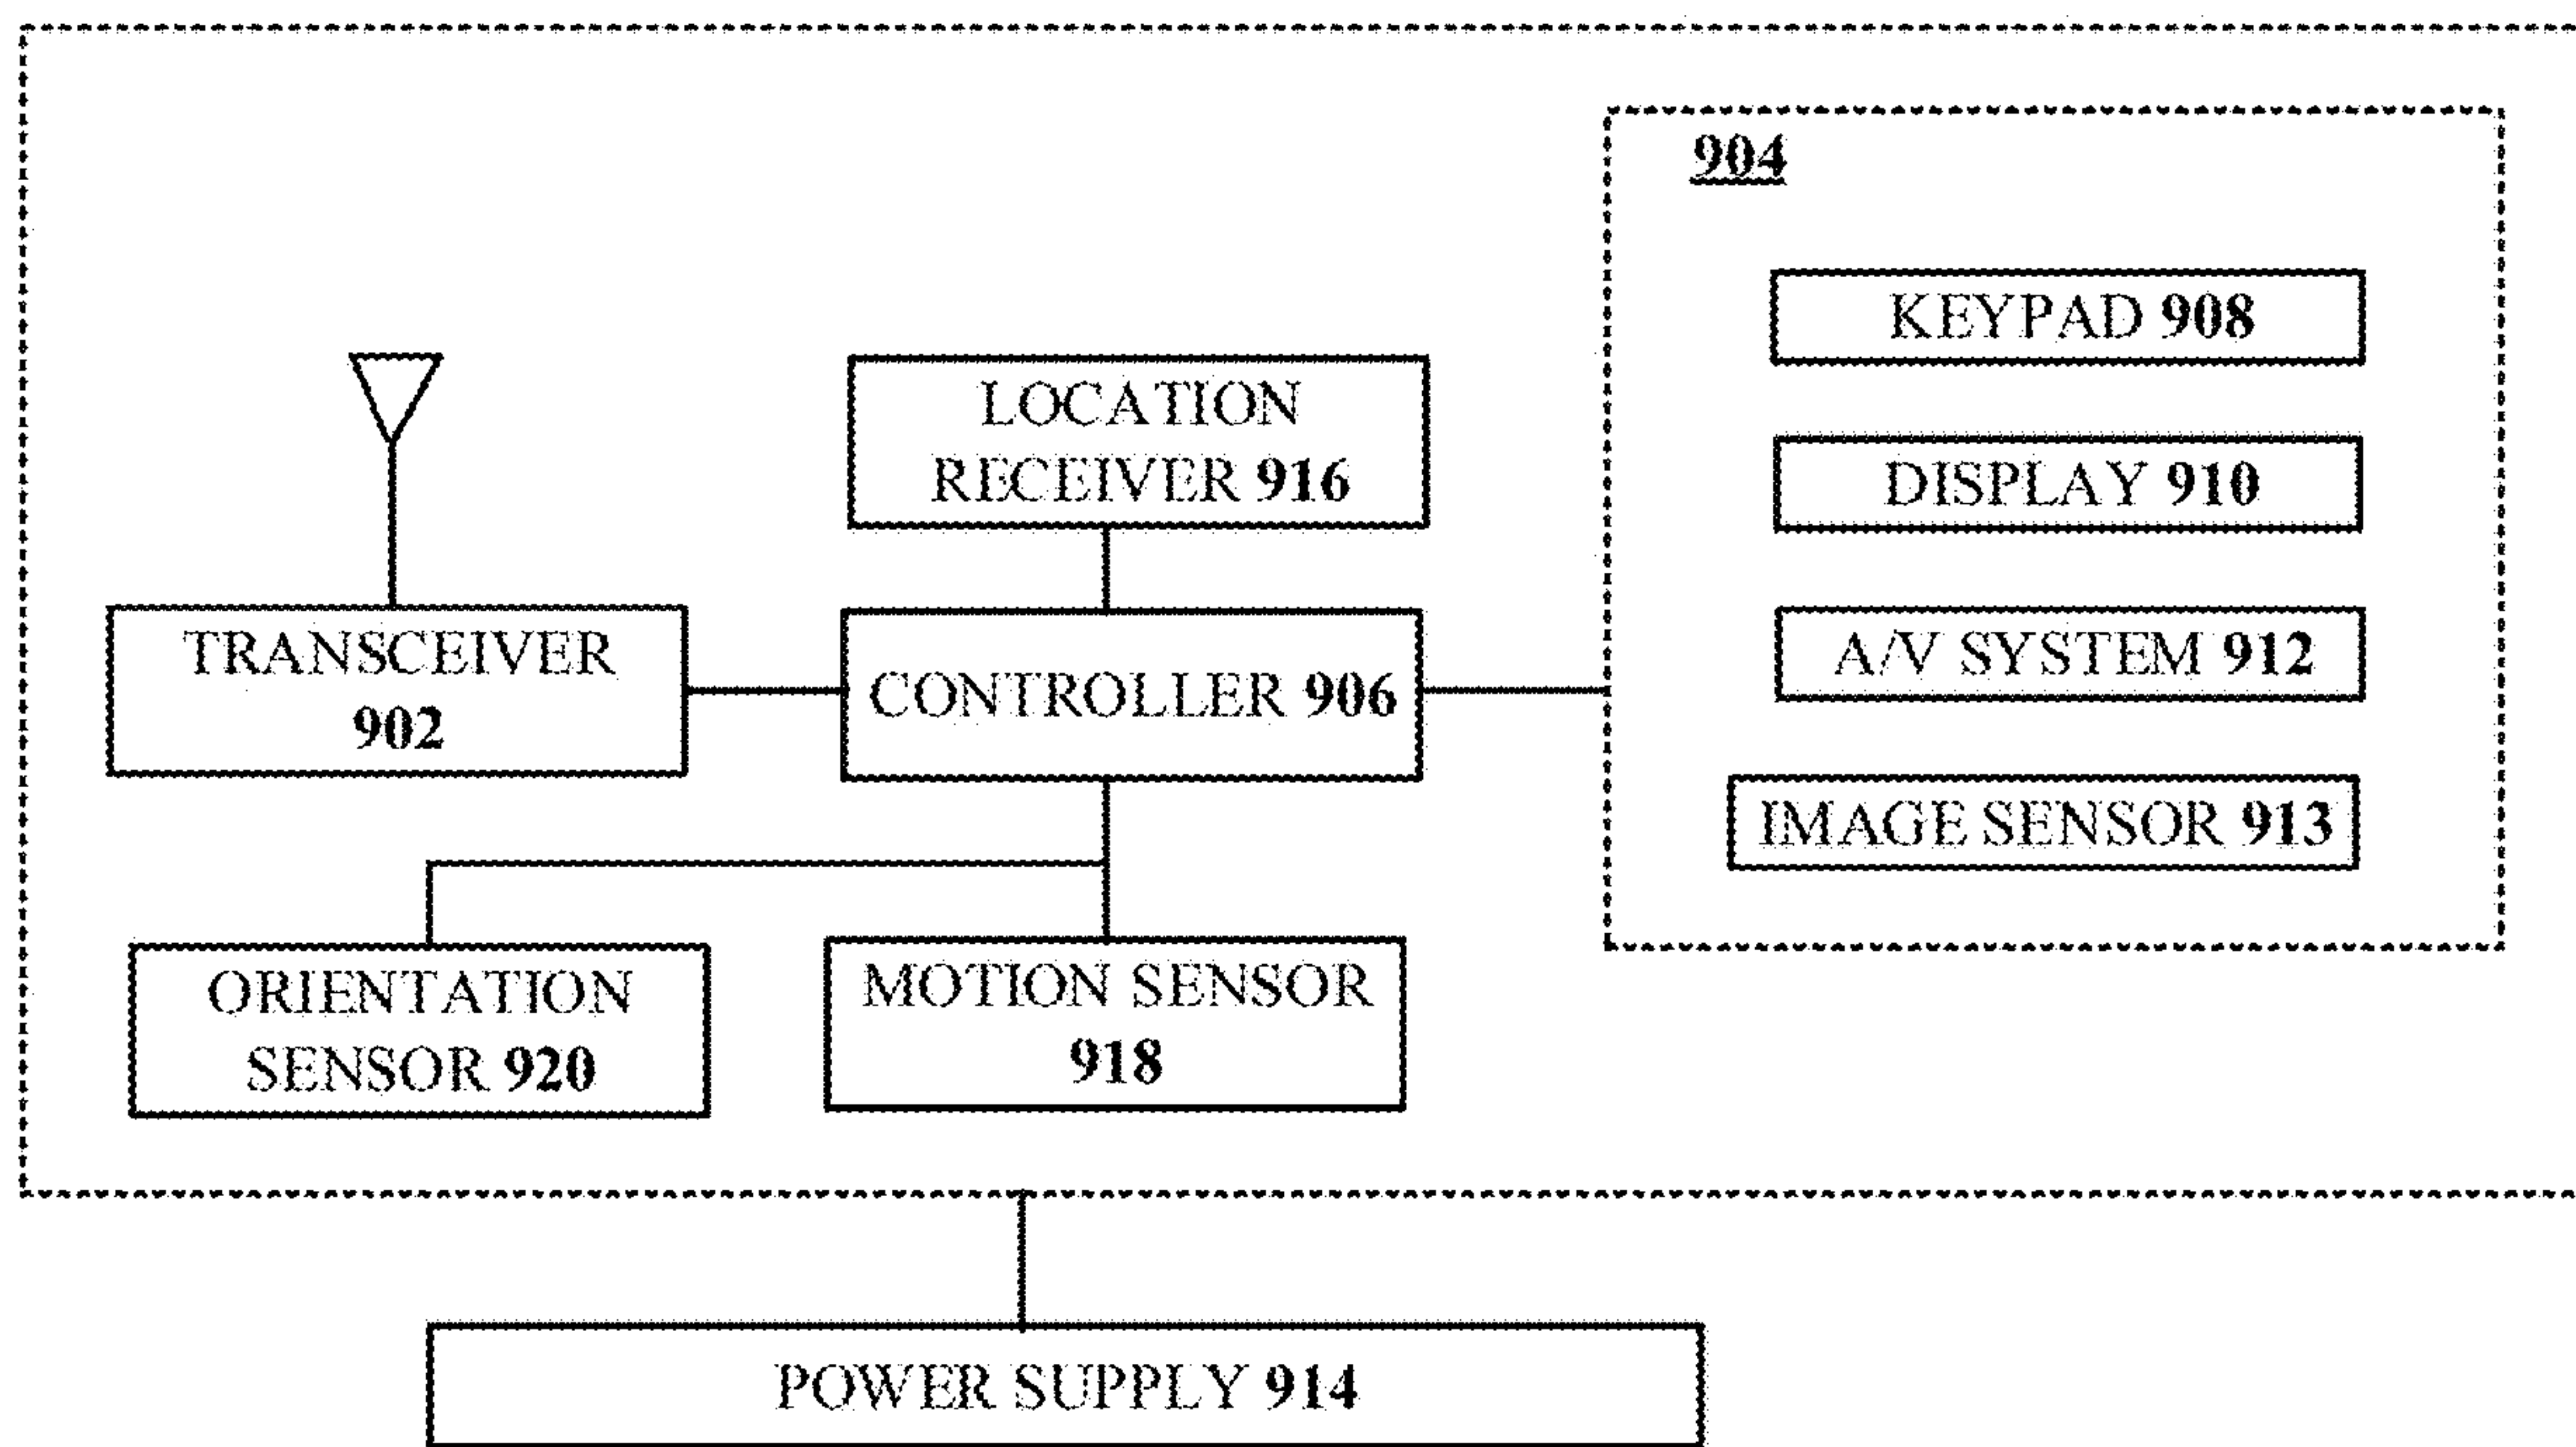 904
KEYPAD 908
LOCATION
RECEIVER 916
DISPLAY 910
TRANSCEIVER
902
CONTROLLER 906
A/V SYSTEM 912
IMAGE SENSOR 913
ORIENTATION
SENSOR 920
MOTION SENSOR
918
POWER SUPPLY 914